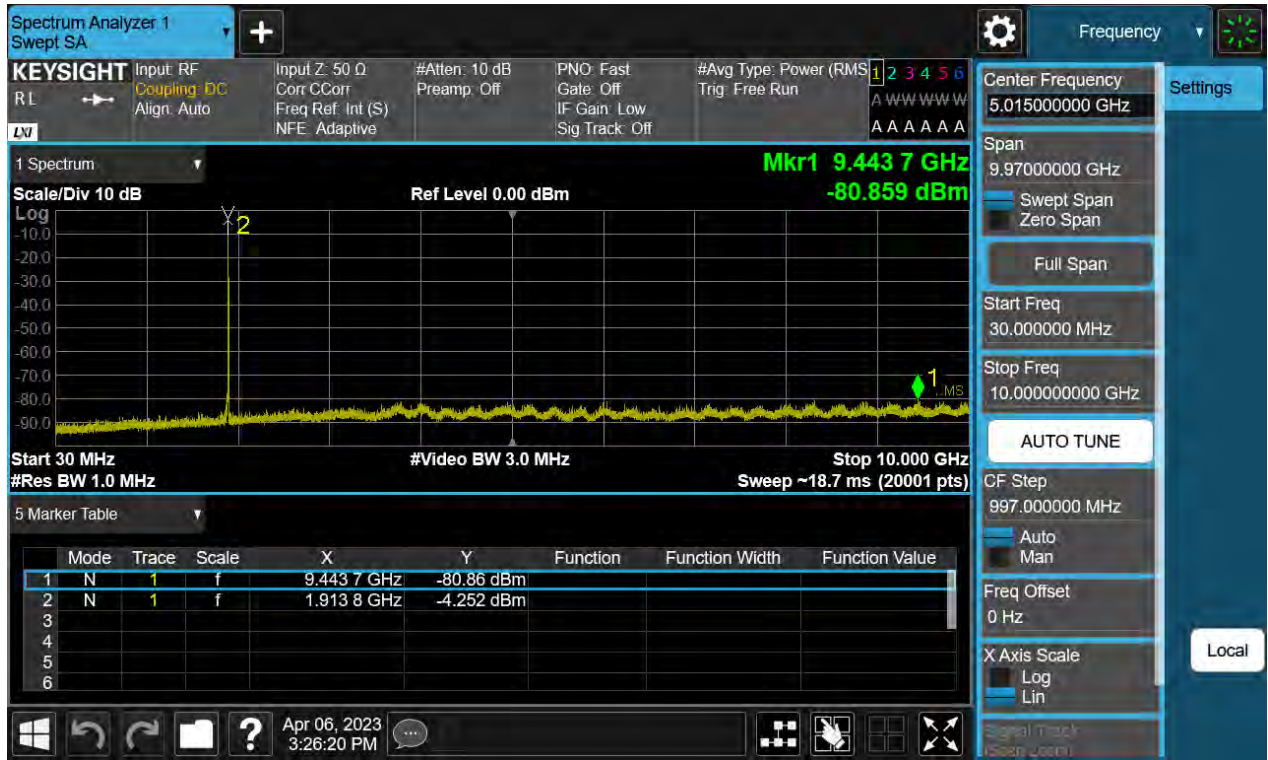 Spectrum Analyzer 1
Swept SA
+
Frequency
KEYSIGHT
RL
LXI
Input: RF
Coupling: DC
Align: Auto
Input Z: 50 Ω
Corr CCorr
Freq Ref: Int (S)
NFE: Adaptive
#Atten: 10 dB
Preamp: Off
PNO: Fast
Gate: Off
IF Gain: Low
Sig Track: Off
#Avg Type: Power (RMS
Trig: Free Run
1 2 3 4 5 6
A W W W W W
A A A A A A
1 Spectrum
Mkr1 9.443 7 GHz
-80.859 dBm
Scale/Div 10 dB
Ref Level 0.00 dBm
Log
-10.0
-20.0
-30.0
-40.0
-50.0
-60.0
-70.0
-80.0
-90.0
2
1
MS
Start 30 MHz
#Video BW 3.0 MHz
Stop 10.000 GHz
#Res BW 1.0 MHz
Sweep ~18.7 ms (20001 pts)
5 Marker Table
Mode Trace Scale X Y Function Function Width Function Value
1 N 1 f 9.443 7 GHz -80.86 dBm
2 N 1 f 1.913 8 GHz -4.252 dBm
3
4
5
6
?
Apr 06, 2023
3:26:20 PM
Center Frequency
5.015000000 GHz
Settings
Span
9.97000000 GHz
Swept Span
Zero Span
Full Span
Start Freq
30.000000 MHz
Stop Freq
10.000000000 GHz
AUTO TUNE
CF Step
997.000000 MHz
Auto
Man
Freq Offset
0 Hz
X Axis Scale
Log
Lin
Local
Signal Track
(Span Zoom)